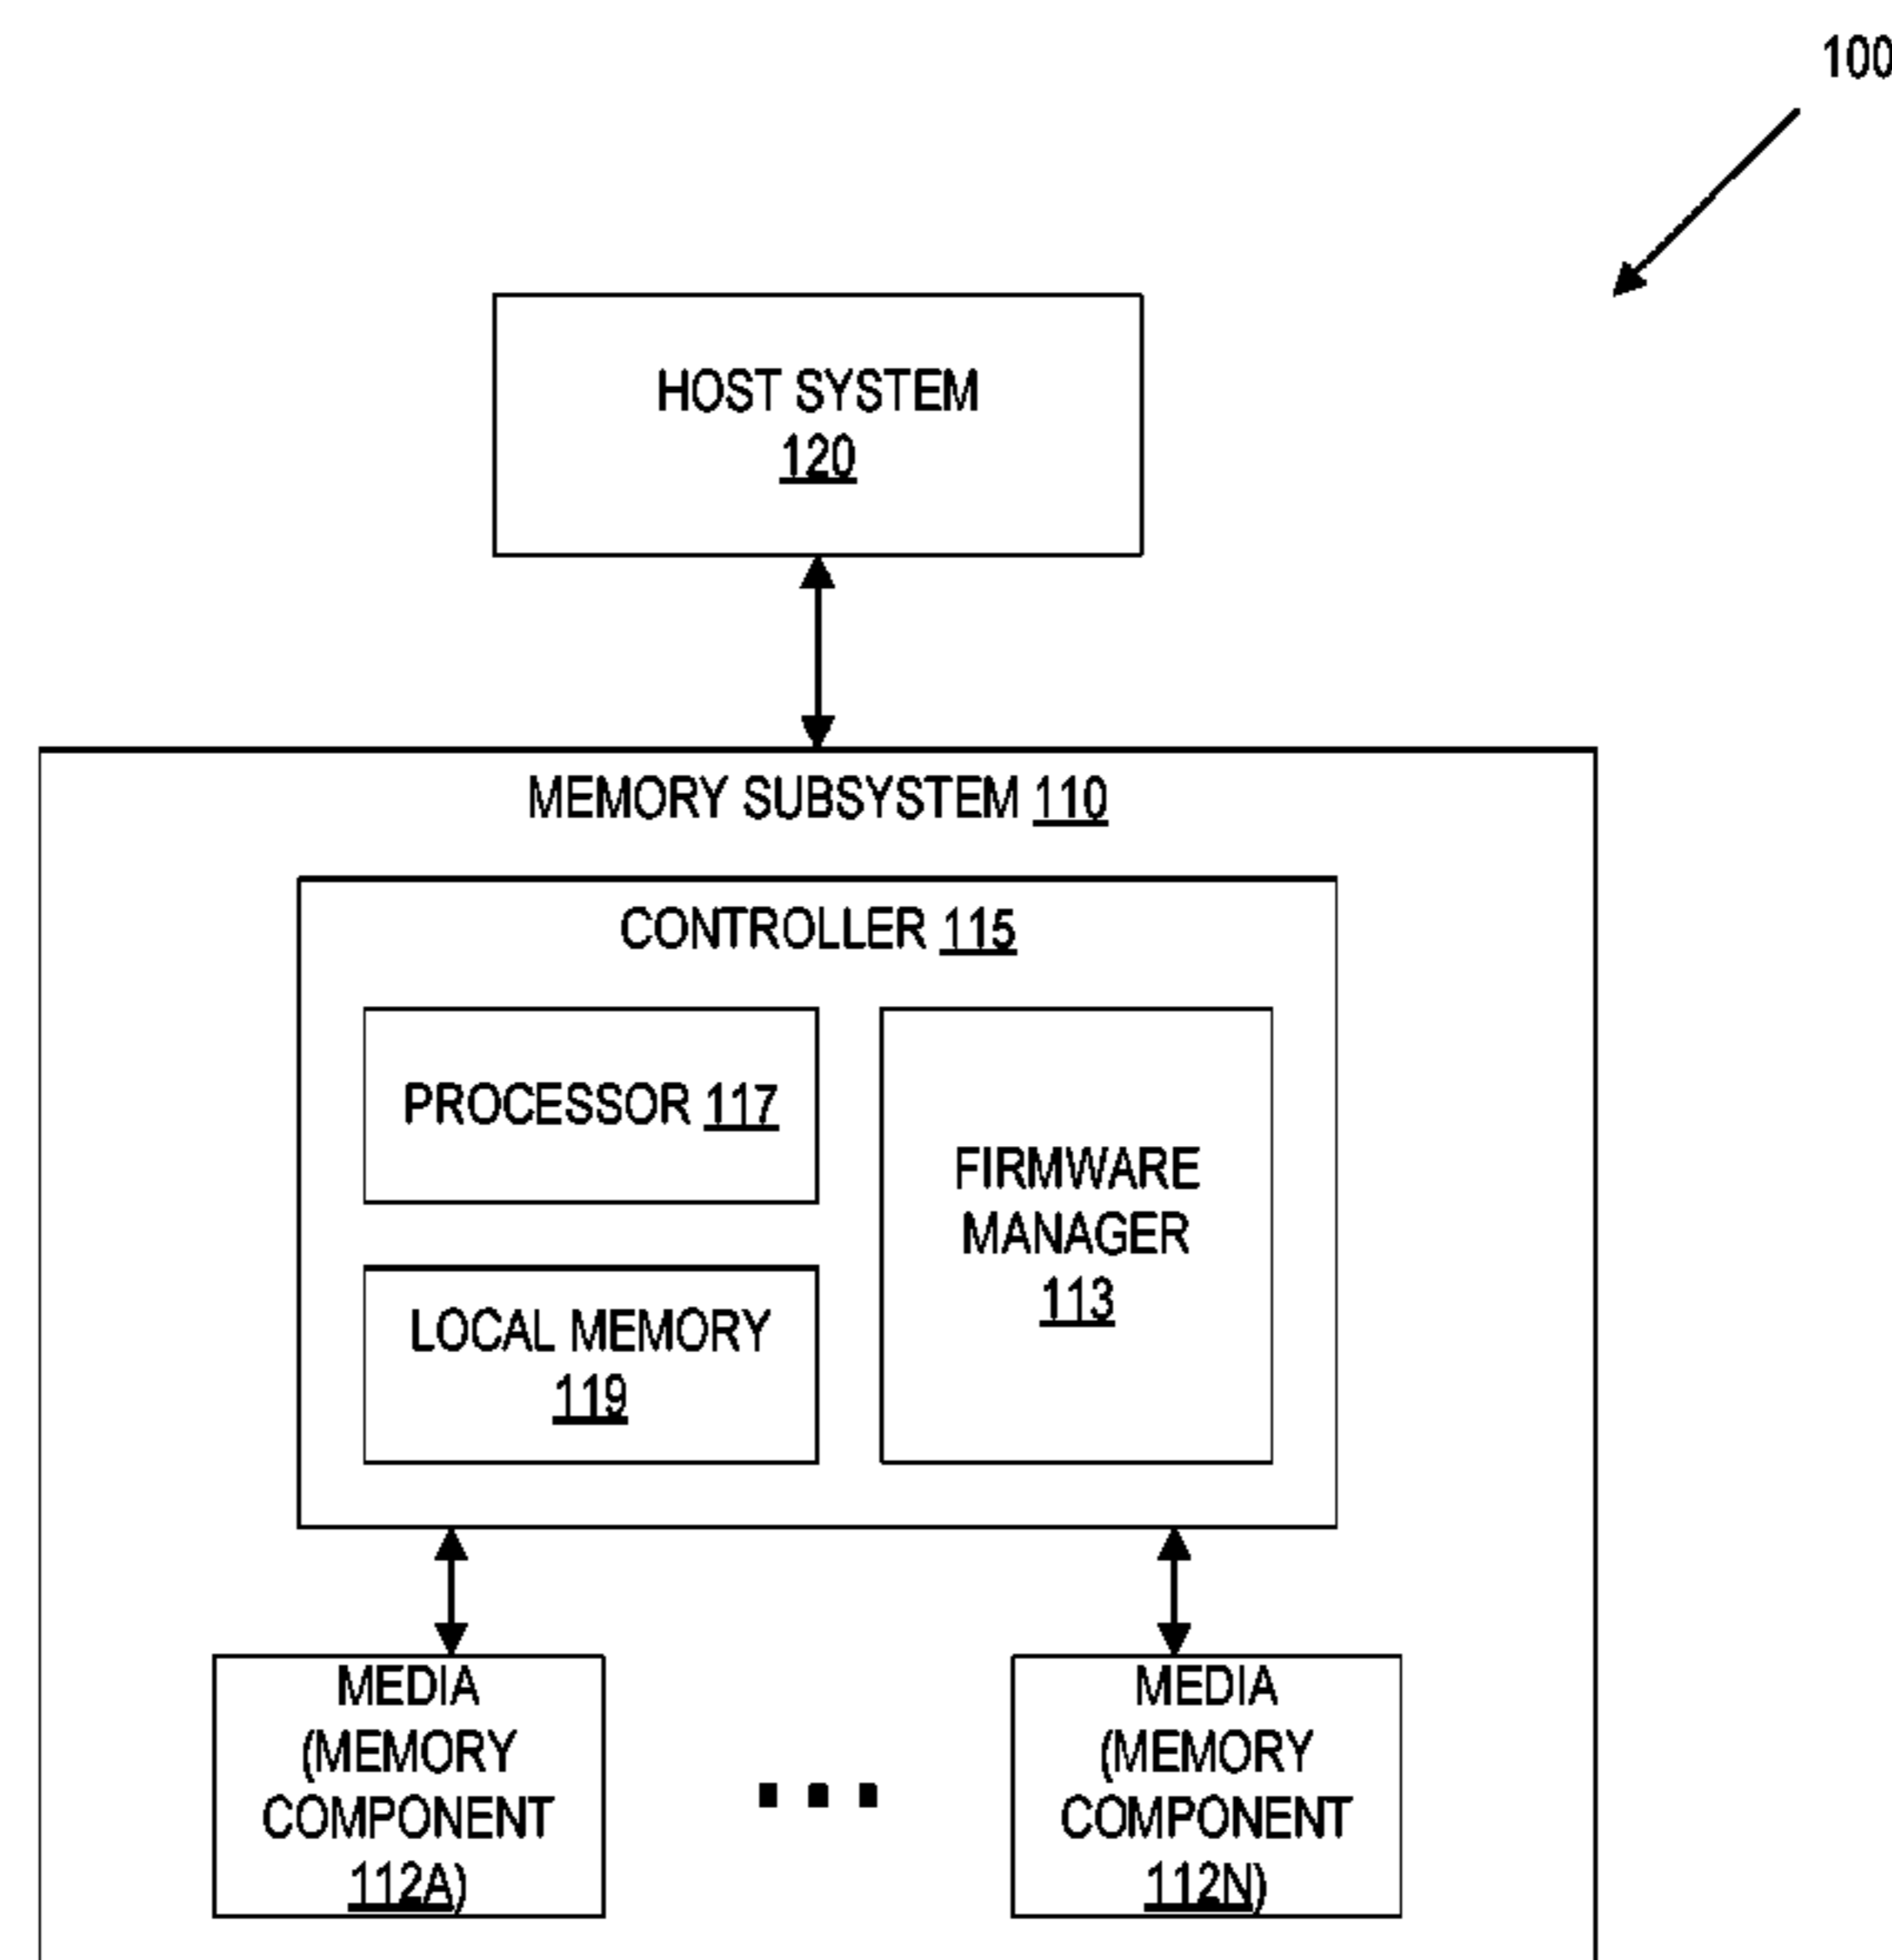 100
HOST SYSTEM
120
MEMORY SUBSYSTEM 110
CONTROLLER 115
PROCESSOR 117
LOCAL MEMORY
119
FIRMWARE
MANAGER
113
MEDIA
(MEMORY
COMPONENT
112A)
MEDIA
(MEMORY
COMPONENT
112N)